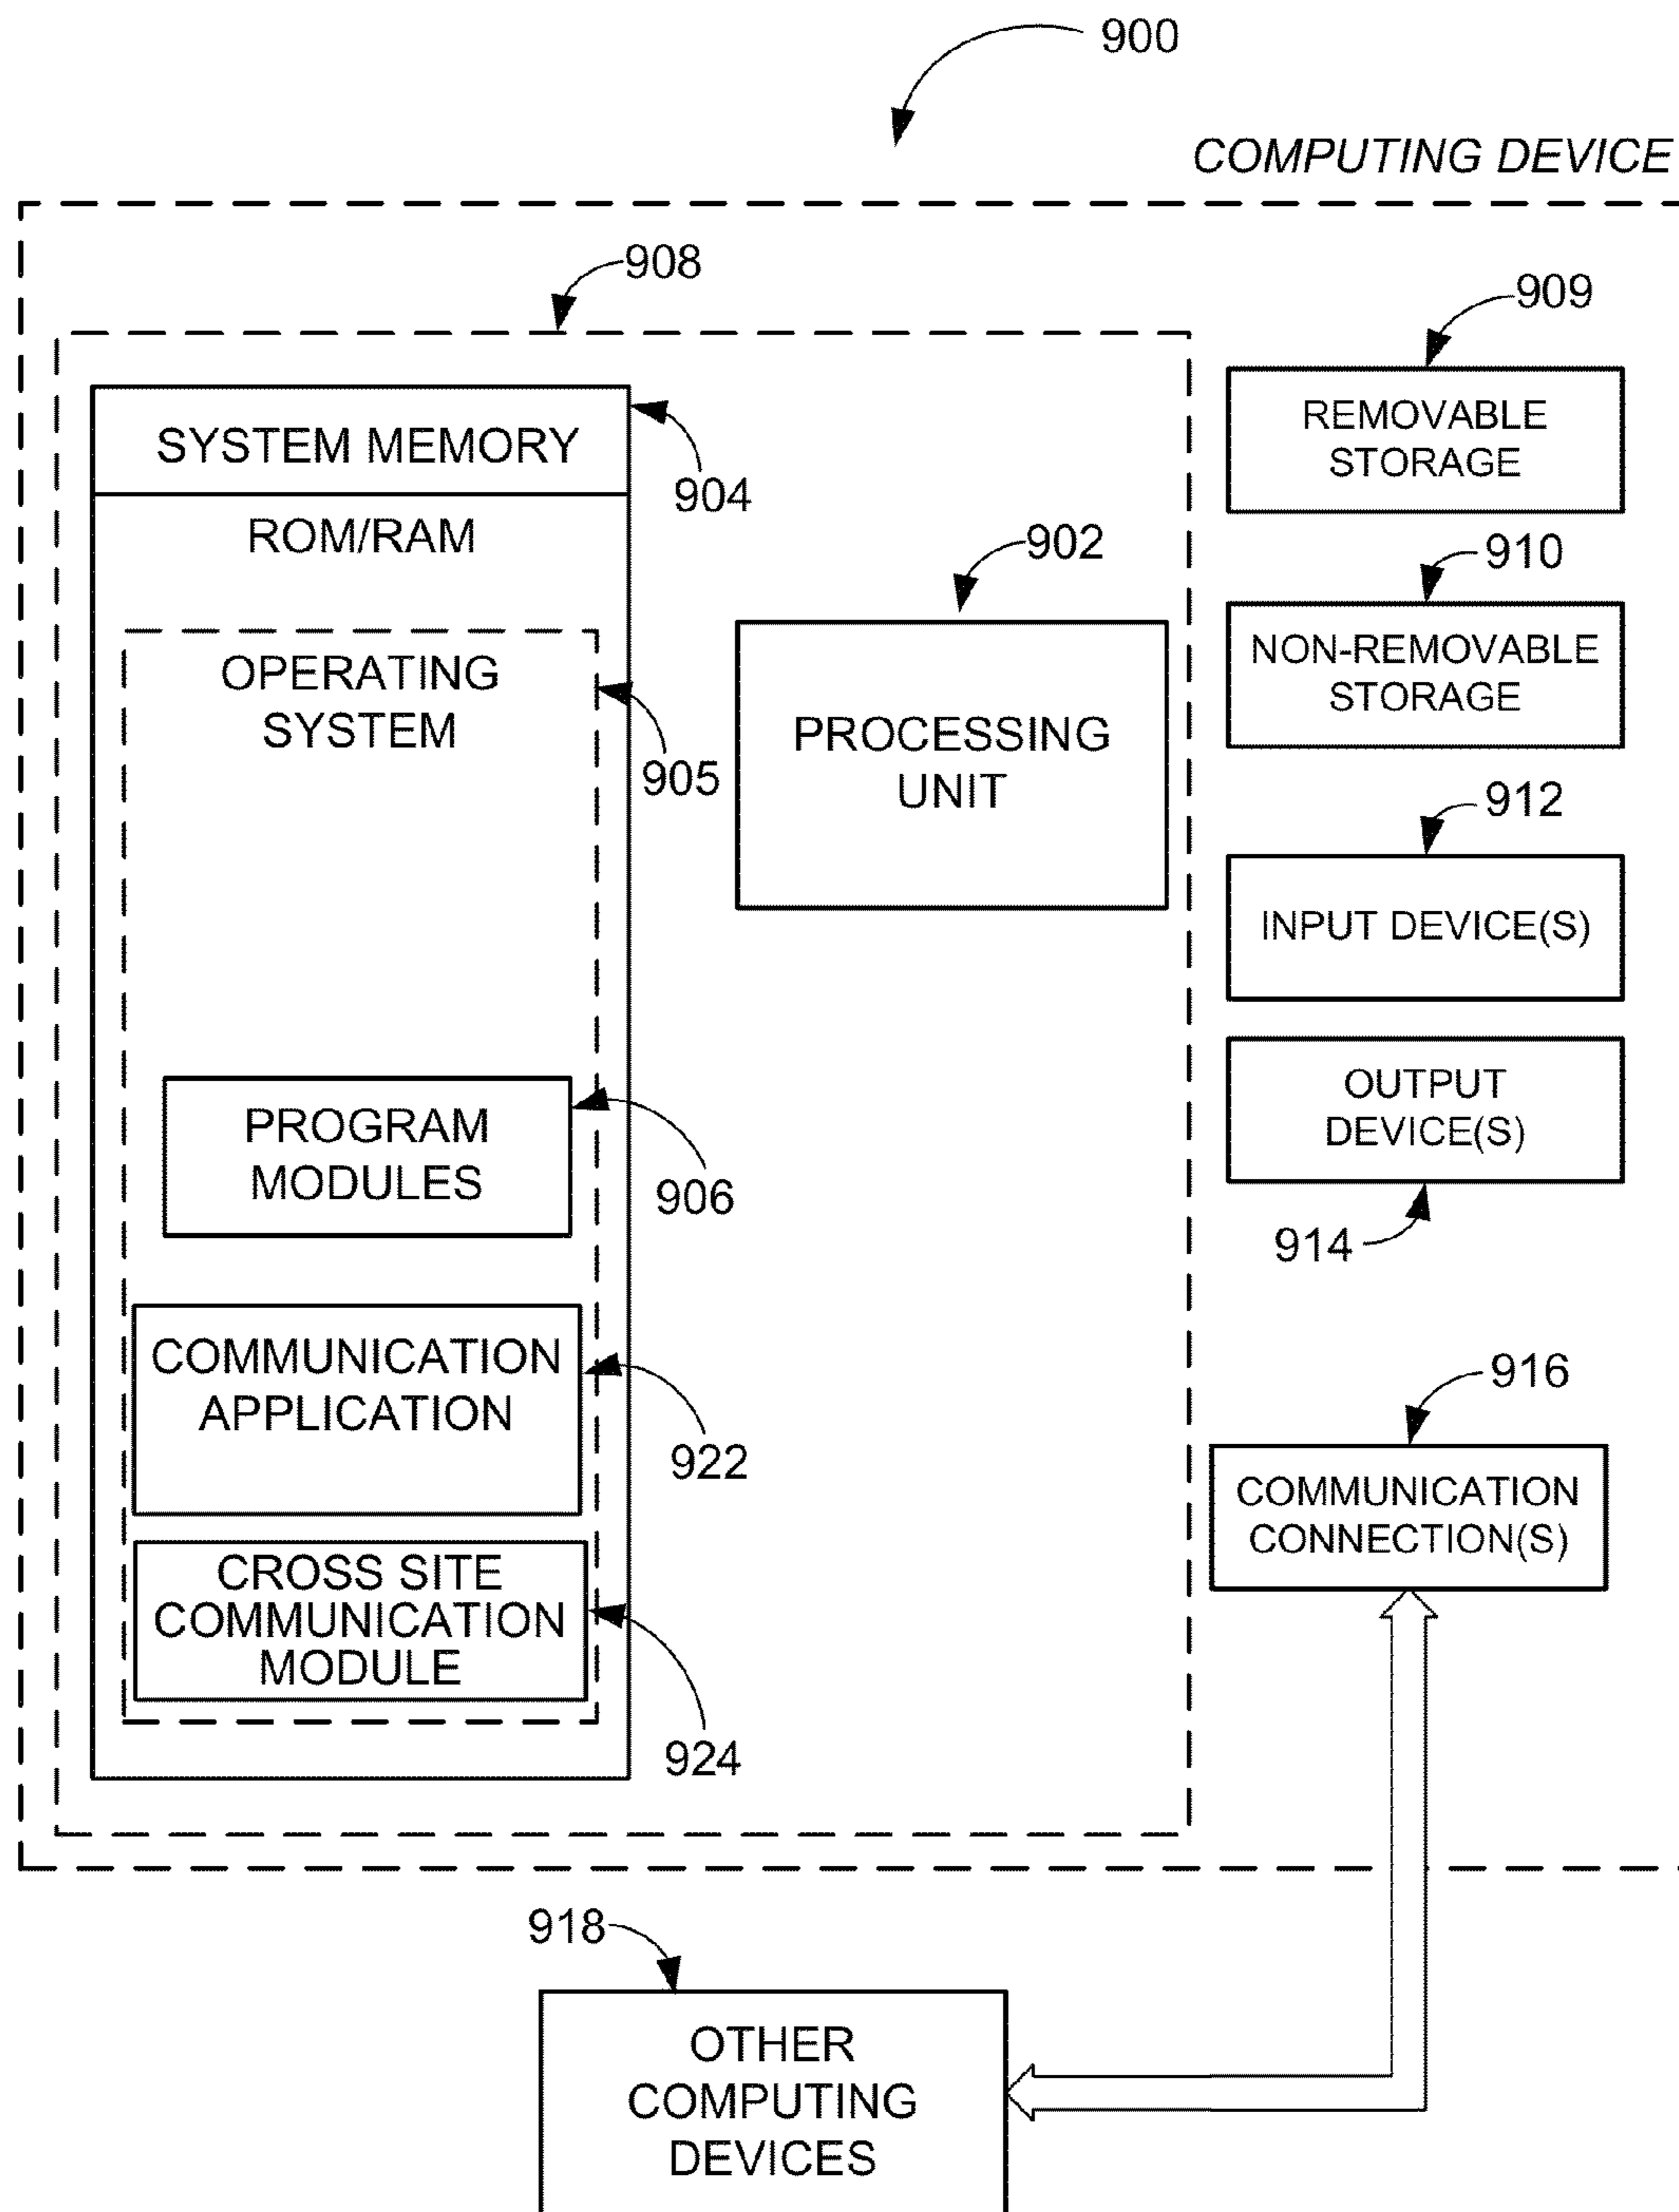 900
COMPUTING DEVICE
908
909
SYSTEM MEMORY
904
ROM/RAM
REMOVABLE
STORAGE
902
910
OPERATING
SYSTEM
905
PROCESSING
UNIT
NON-REMOVABLE
STORAGE
912
INPUT DEVICE(S)
OUTPUT
DEVICE(S)
914
PROGRAM
MODULES
906
COMMUNICATION
APPLICATION
922
916
COMMUNICATION
CONNECTION(S)
CROSS SITE
COMMUNICATION
MODULE
924
918
OTHER
COMPUTING
DEVICES